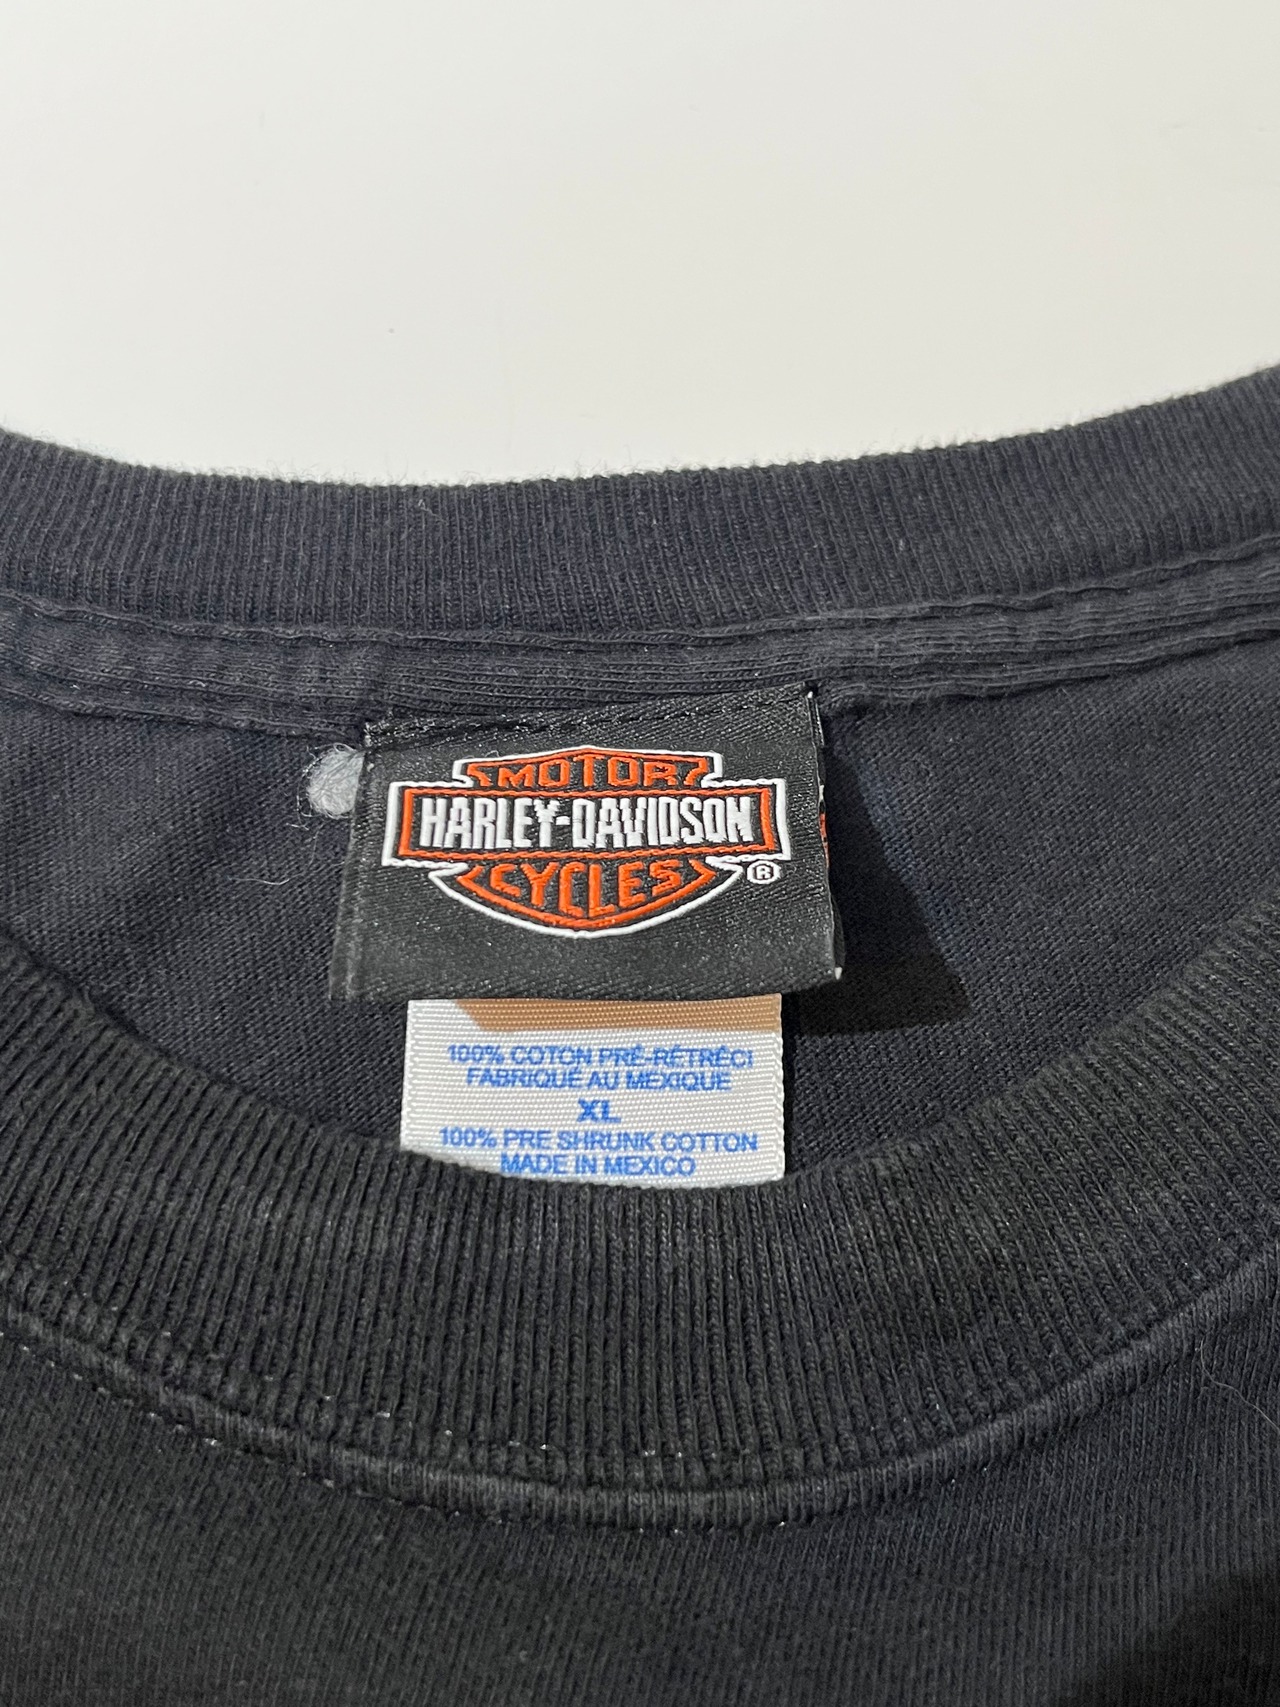 MOTOR
HARLEY-DAVIDSON
CYCLES
®
100% COTON PRÉ-RÉTRÉCI
FABRIQUÉ AU MEXIQUE
XL
100% PRE SHRUNK COTTON
MADE IN MEXICO